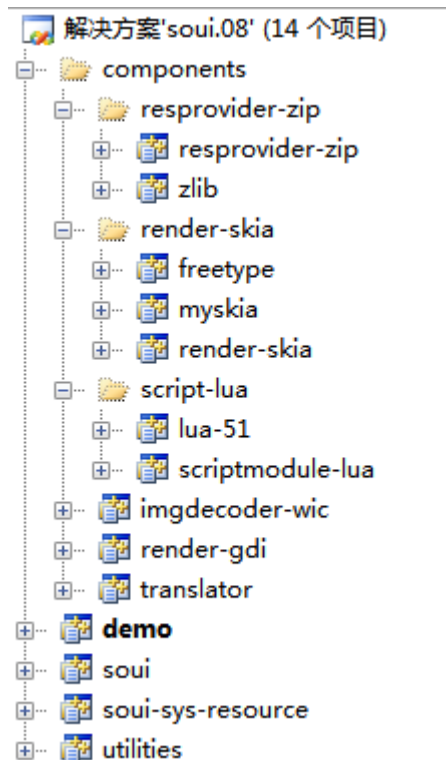 解决方案'soui.08' (14 个项目)
components
resprovider-zip
resprovider-zip
zlib
render-skia
freetype
myskia
render-skia
script-lua
lua-51
scriptmodule-lua
imgdecoder-wic
render-gdi
translator
demo
soui
soui-sys-resource
utilities